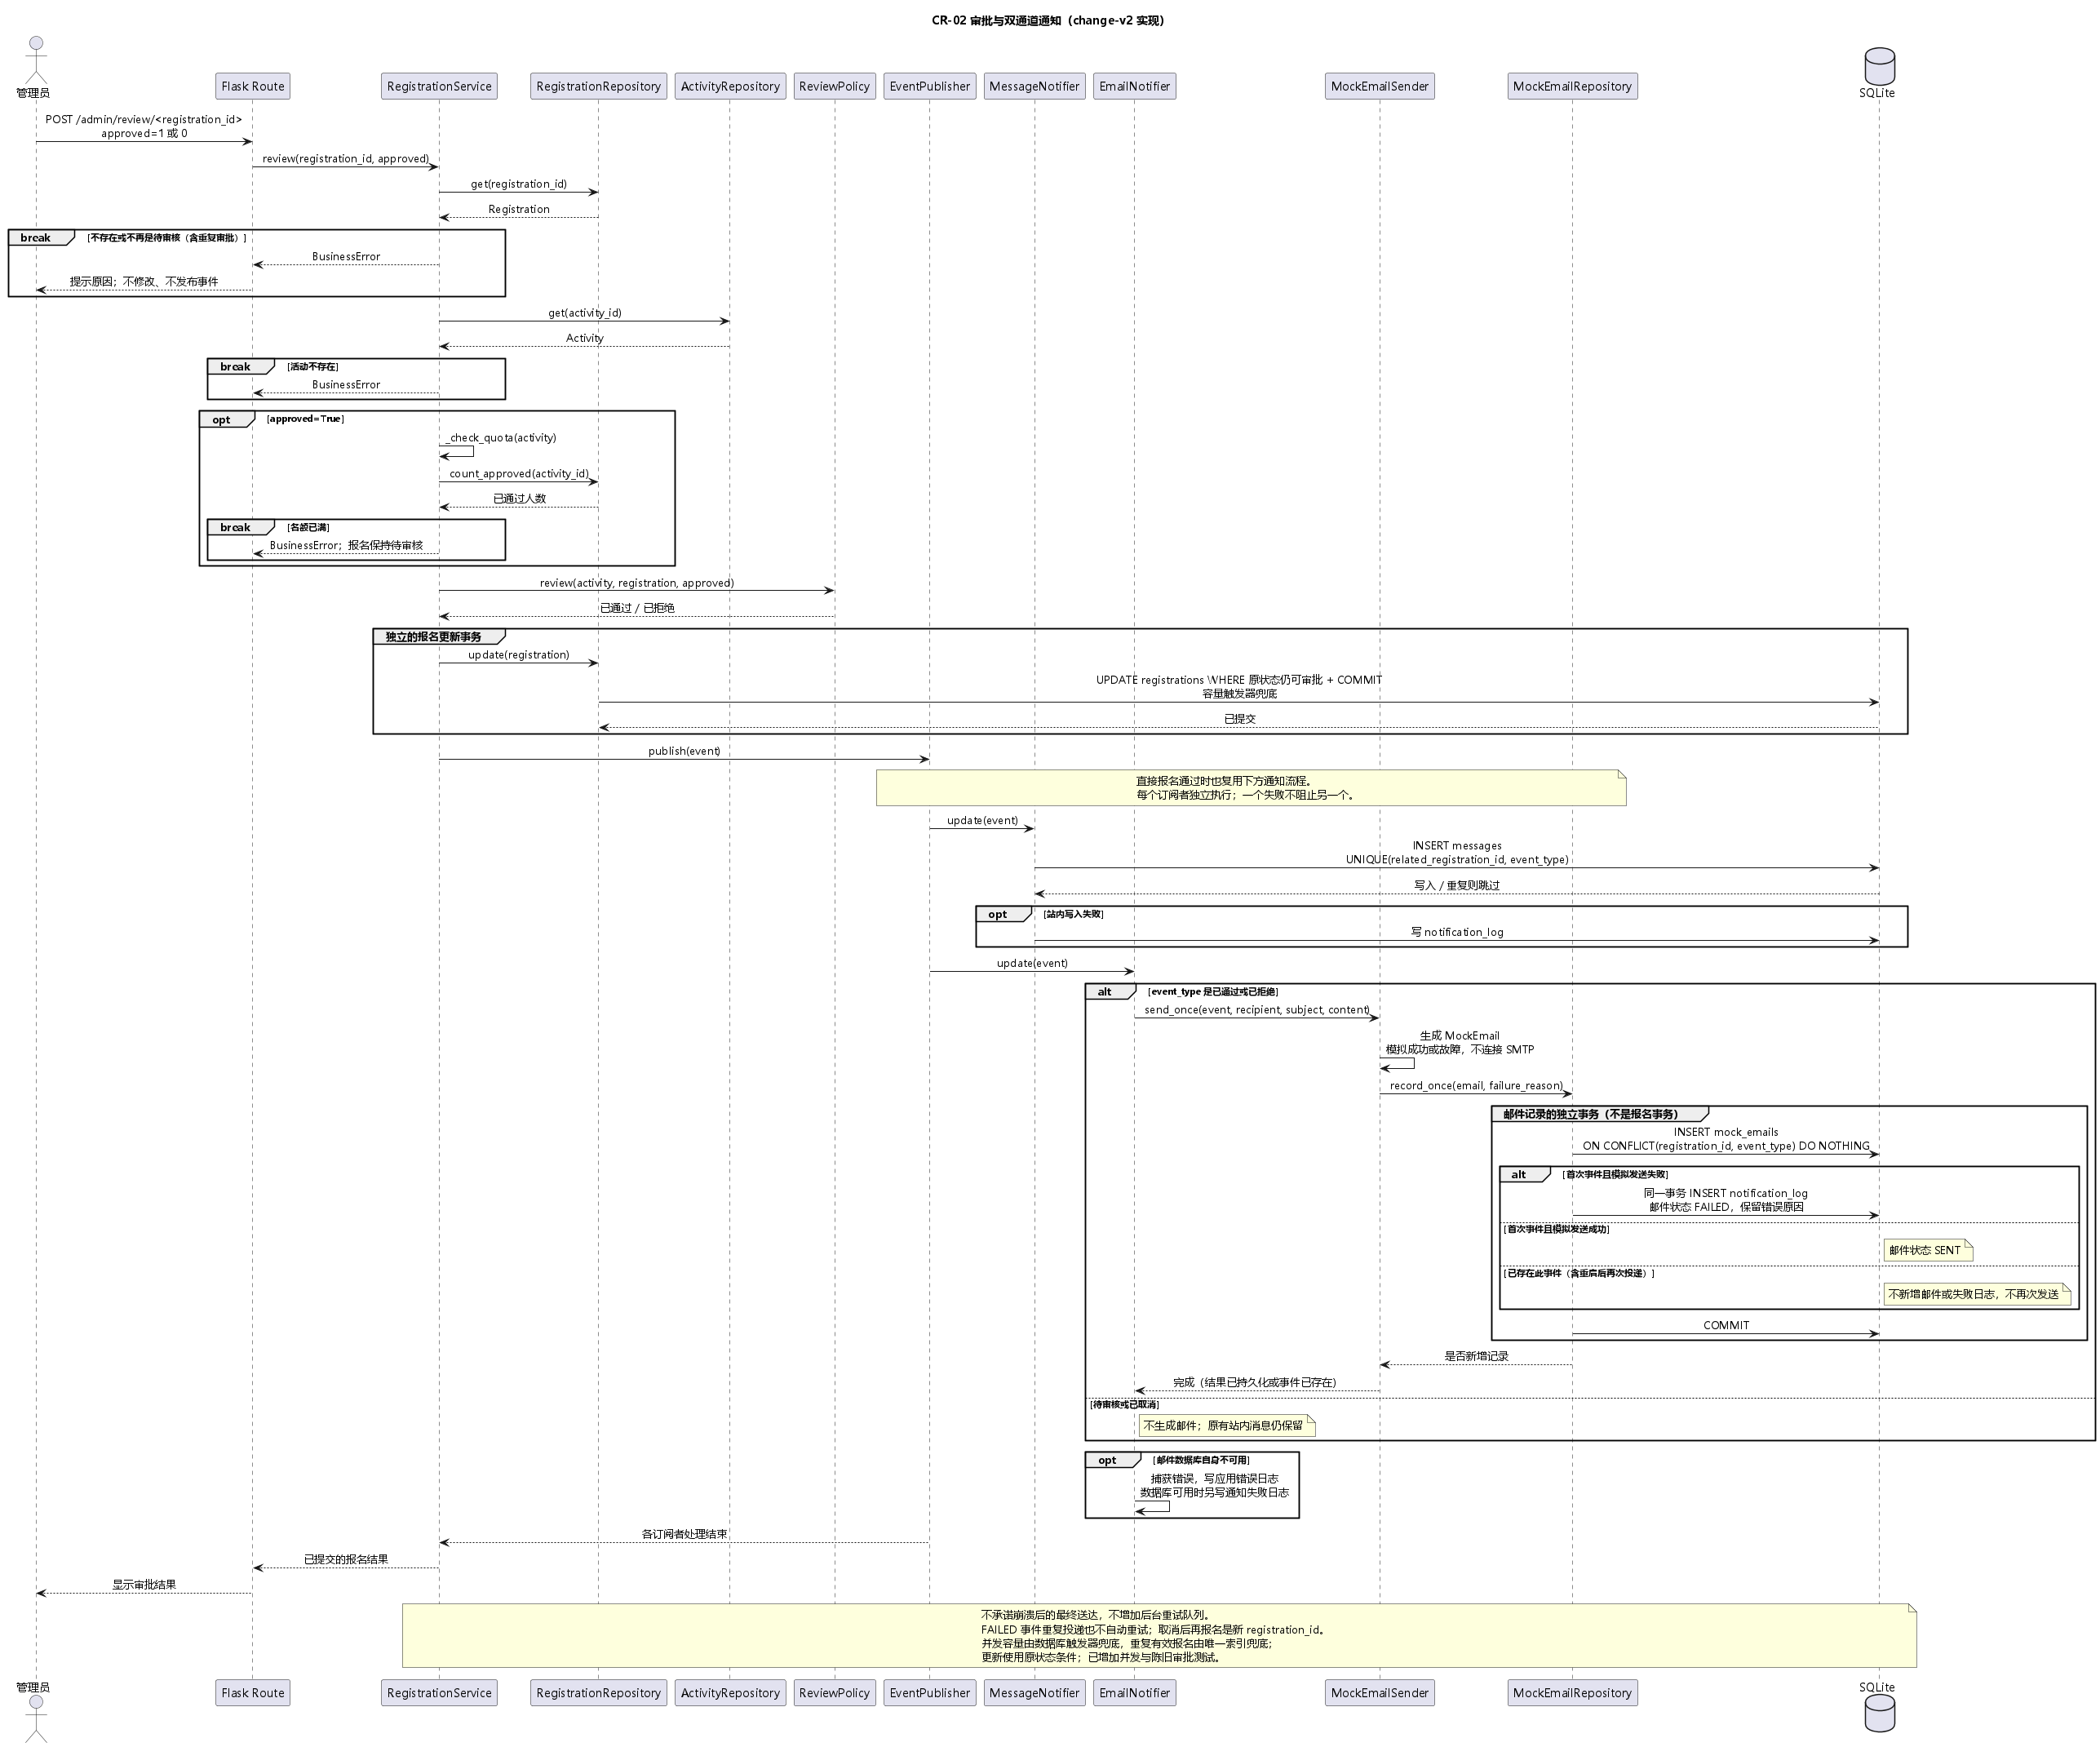 CR-02 审批与双通道通知（change-v2 实现）
管理员
Flask Route
RegistrationService
RegistrationRepository
ActivityRepository
ReviewPolicy
EventPublisher
MessageNotifier
EmailNotifier
MockEmailSender
MockEmailRepository
SQLite
POST /admin/review/<registration_id>
approved=1 或 0
review(registration_id, approved)
get(registration_id)
Registration
break
[不存在或不再是待审核（含重复审批）]
BusinessError
提示原因；不修改、不发布事件
get(activity_id)
Activity
break
[活动不存在]
BusinessError
opt
[approved=True]
_check_quota(activity)
count_approved(activity_id)
已通过人数
break
[名额已满]
BusinessError；报名保持待审核
review(activity, registration, approved)
已通过 / 已拒绝
独立的报名更新事务
update(registration)
UPDATE registrations WHERE 原状态仍可审批 + COMMIT
容量触发器兜底
已提交
publish(event)
直接报名通过时也复用下方通知流程。
每个订阅者独立执行；一个失败不阻止另一个。
update(event)
INSERT messages
UNIQUE(related_registration_id, event_type)
写入 / 重复则跳过
opt
[站内写入失败]
写 notification_log
update(event)
alt
[event_type 是已通过或已拒绝]
send_once(event, recipient, subject, content)
生成 MockEmail
模拟成功或故障，不连接 SMTP
record_once(email, failure_reason)
邮件记录的独立事务（不是报名事务）
INSERT mock_emails
ON CONFLICT(registration_id, event_type) DO NOTHING
alt
[首次事件且模拟发送失败]
同一事务 INSERT notification_log
邮件状态 FAILED，保留错误原因
[首次事件且模拟发送成功]
邮件状态 SENT
[已存在此事件（含重启后再次投递）]
不新增邮件或失败日志，不再次发送
COMMIT
是否新增记录
完成（结果已持久化或事件已存在）
[待审核或已取消]
不生成邮件；原有站内消息仍保留
opt
[邮件数据库自身不可用]
捕获错误，写应用错误日志
数据库可用时另写通知失败日志
各订阅者处理结束
已提交的报名结果
显示审批结果
不承诺崩溃后的最终送达，不增加后台重试队列。
FAILED 事件重复投递也不自动重试；取消后再报名是新 registration_id。
并发容量由数据库触发器兜底，重复有效报名由唯一索引兜底；
更新使用原状态条件；已增加并发与陈旧审批测试。
管理员
Flask Route
RegistrationService
RegistrationRepository
ActivityRepository
ReviewPolicy
EventPublisher
MessageNotifier
EmailNotifier
MockEmailSender
MockEmailRepository
SQLite